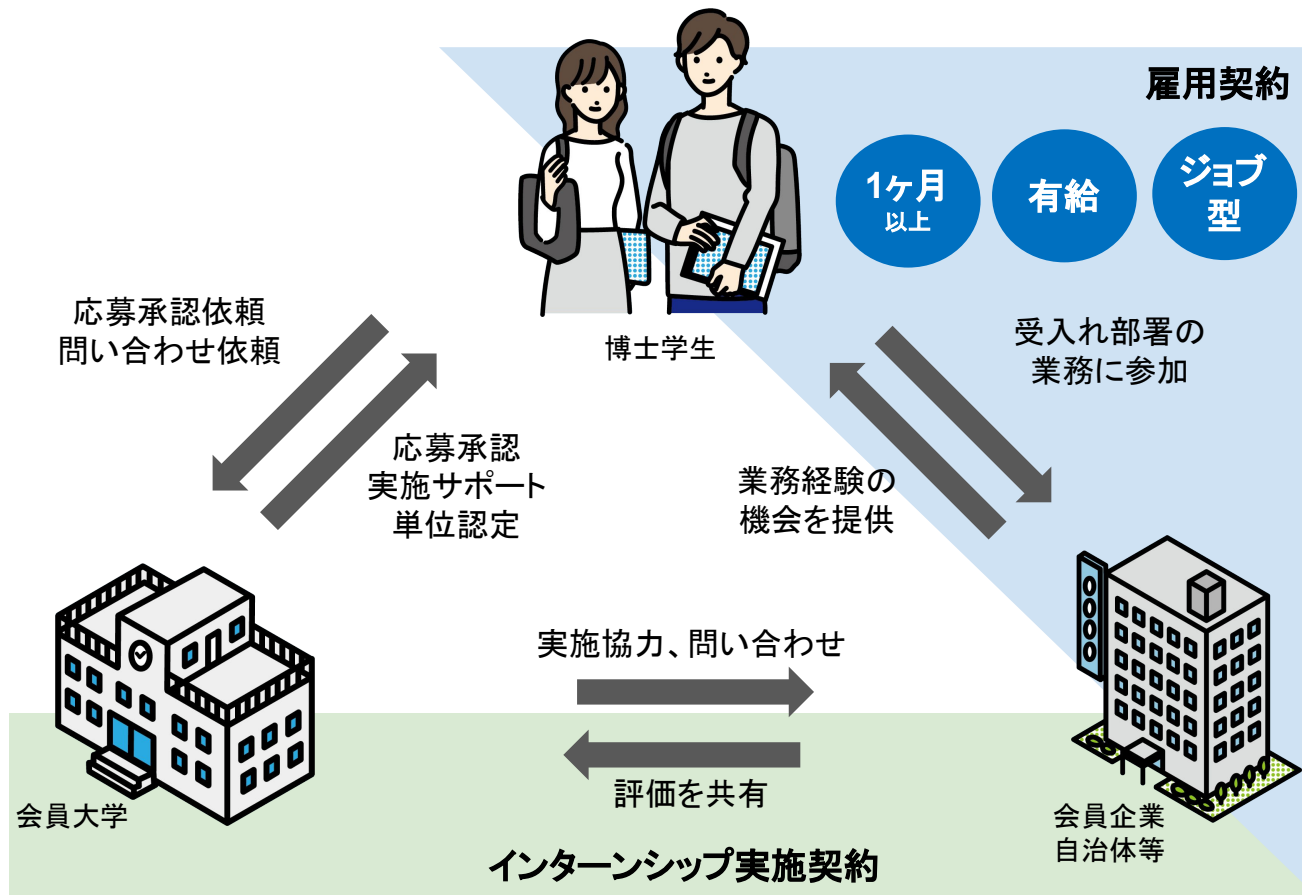 雇用契約
1ヶ月
以上
有給
ジョブ
型
博士学生
応募承認依頼
問い合わせ依頼
応募承認
実施サポート
単位認定
受入れ部署の
業務に参加
業務経験の
機会を提供
実施協力、問い合わせ
評価を共有
会員大学
会員企業
自治体等
インターンシップ実施契約